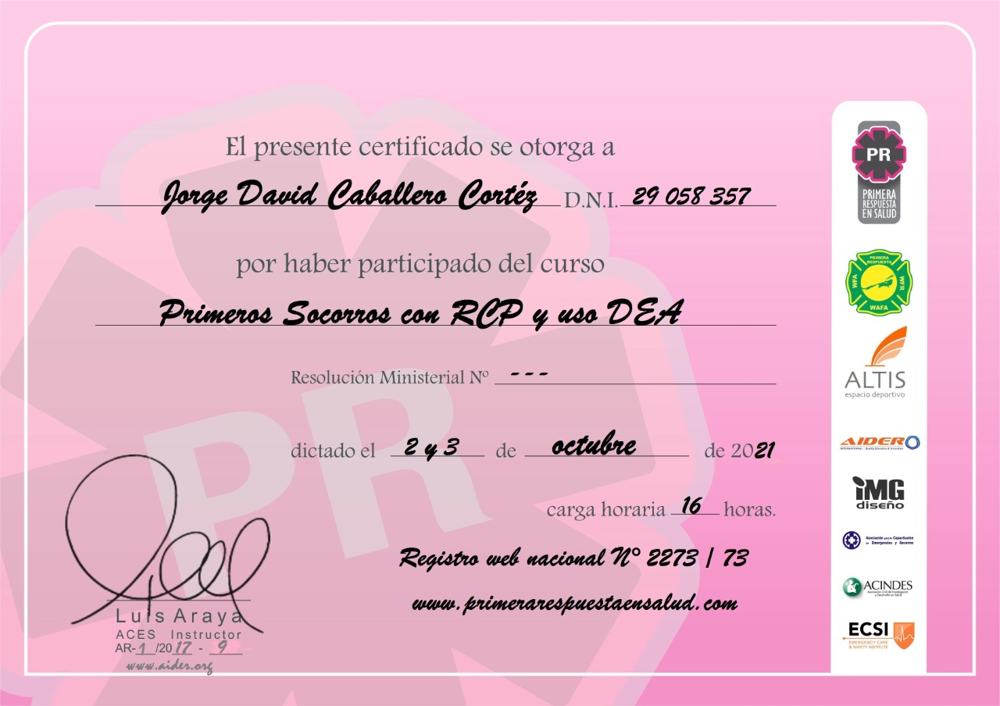 El presente certificado se otorga a
Jorge David Caballero Cortéz D.N.I. 29 058 357
por haber participado del curso
Primeros Socorros con RCP y uso DEA
Resolución Ministerial Nº ---
dictado el 2 y 3 de octubre de 2021
carga horaria 16 horas.
Registro web nacional Nº 2273 / 73
www.primerarespuestaensalud.com
Luis Araya
ACES Instructor
AR-1/2017 - 9
www.aider.org
PR
PR
PRIMERA
RESPUESTA
EN SALUD
PRIMERA
RESPUESTA
WFA
WFR
WAFA
ALTIS
espacio deportivo
AIDER
INTERNATIONAL - Quality Education & Innovation
iMG
diseño
Asociación para la Capacitación
en Emergencias y Socorros
ACINDES
Asociación Civil de Investigación
y Desarrollo en Salud
ECSI
EMERGENCY CARE
& SAFETY INSTITUTE